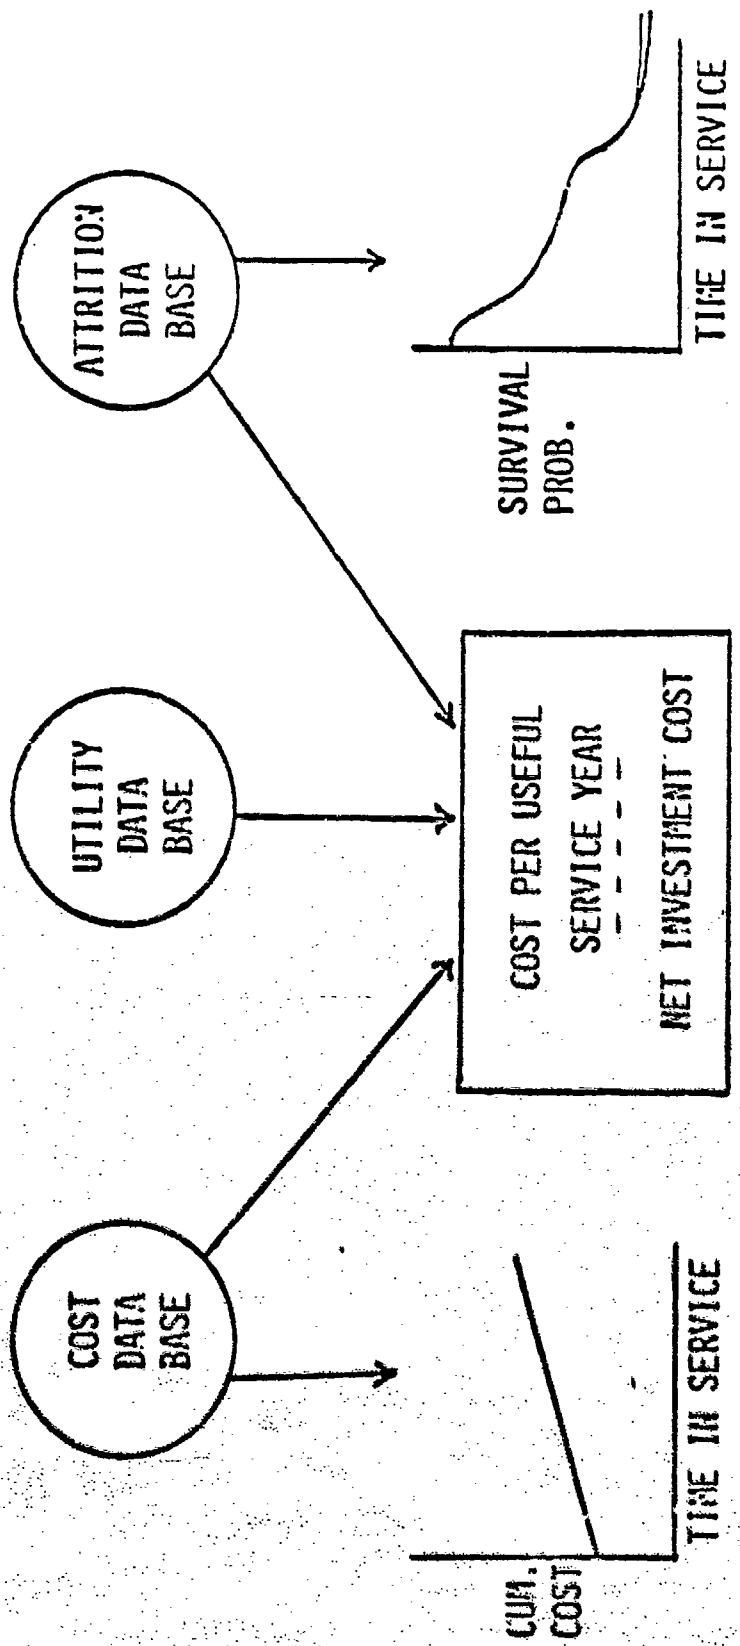 COST
DATA
BASE
UTILITY
DATA
BASE
ATTRITION
DATA
BASE
CUM.
COST
TIME IN SERVICE
COST PER USEFUL
SERVICE YEAR
NET INVESTMENT COST
SURVIVAL
PROB.
TIME IN SERVICE